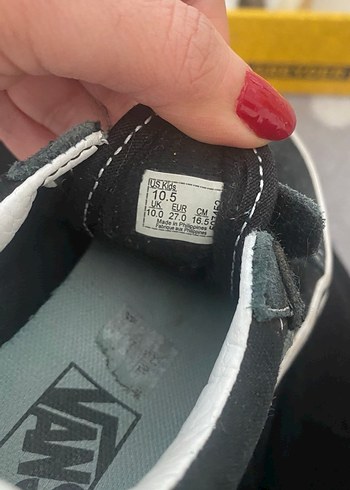 US Kids
10.5
UK EUR CM
10.0 27.0 16.5
Made in Philippines
Fabriqué aux Philippines
VANS